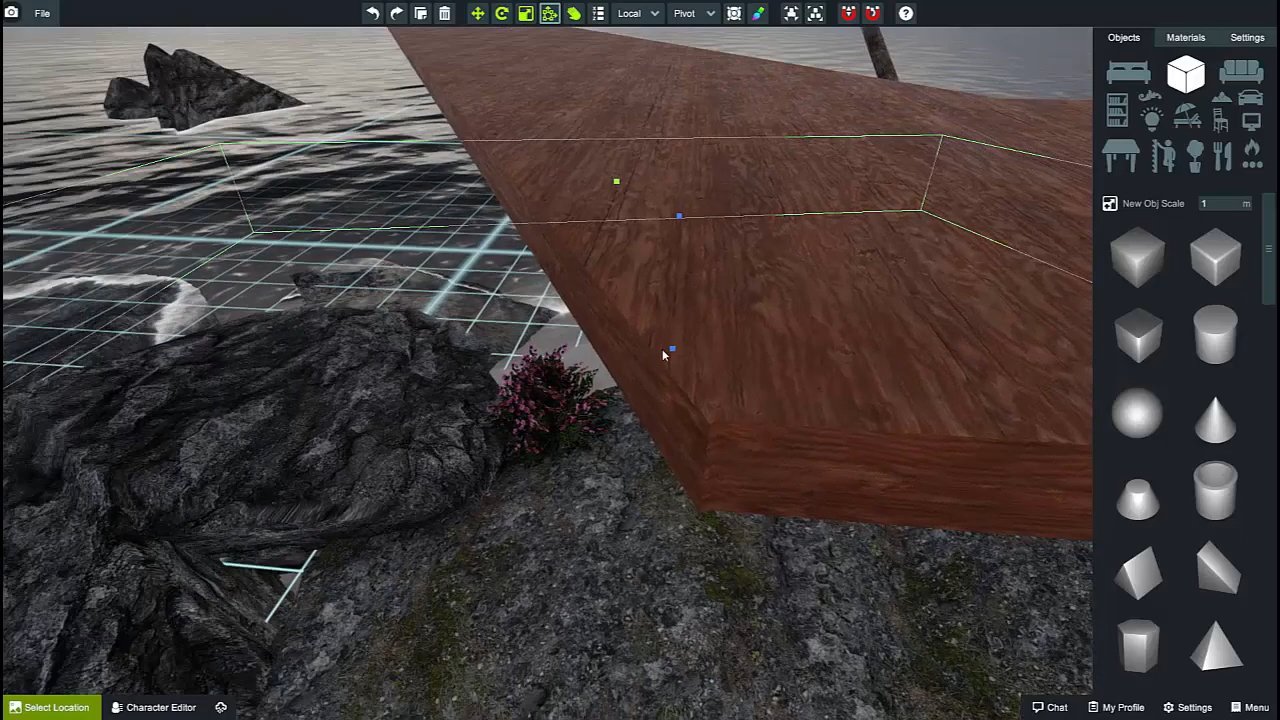 File
Local
Pivot
Objects
Materials
Settings
New Obj Scale
1
m
Select Location
Character Editor
Chat
My Profile
Settings
Menu